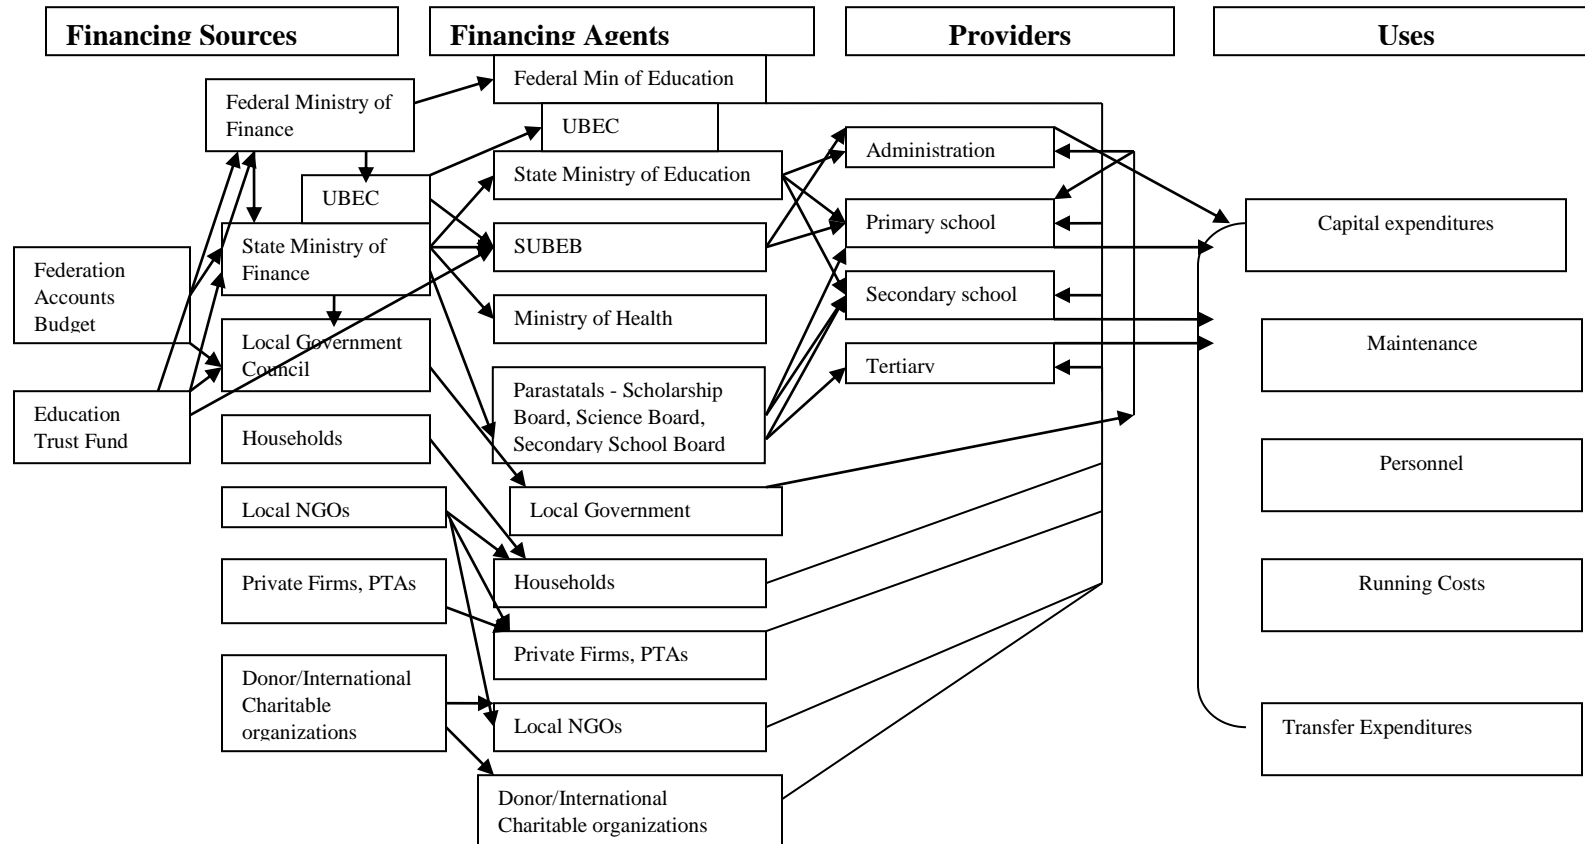 Financing Sources
Financing Agents
Providers
Uses
Federal Ministry of
Finance
UBEC
State Ministry of
Finance
Federation
Accounts
Budget
Local Government
Council
Education
Trust Fund
Households
Local NGOs
Private Firms, PTAs
Donor/International
Charitable
organizations
Federal Min of Education
UBEC
State Ministry of Education
SUBEB
Ministry of Health
Parastatals - Scholarship
Board, Science Board,
Secondary School Board
Local Government
Households
Private Firms, PTAs
Local NGOs
Donor/International
Charitable organizations
Administration
Primary school
Secondary school
Tertiary
Capital expenditures
Maintenance
Personnel
Running Costs
Transfer Expenditures